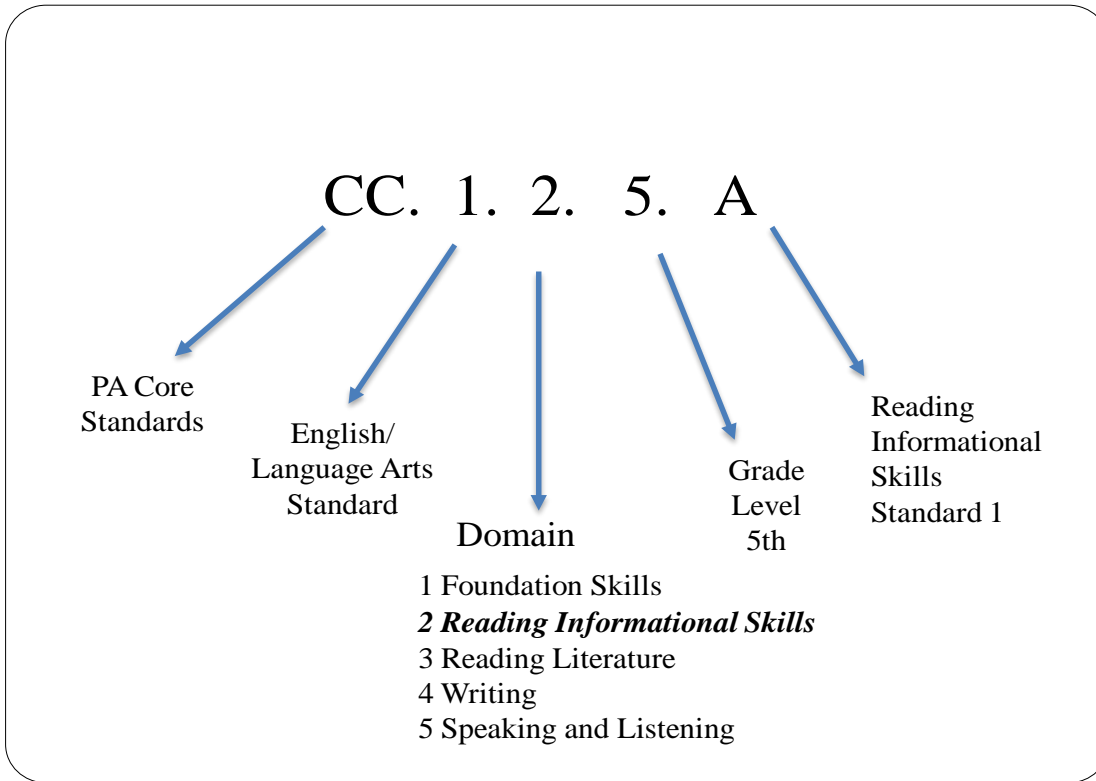 CC. 1. 2. 5. A
PA Core
Standards
English/
Language Arts
Standard
Domain
1 Foundation Skills
2 Reading Informational Skills
3 Reading Literature
4 Writing
5 Speaking and Listening
Grade
Level
5th
Reading
Informational
Skills
Standard 1